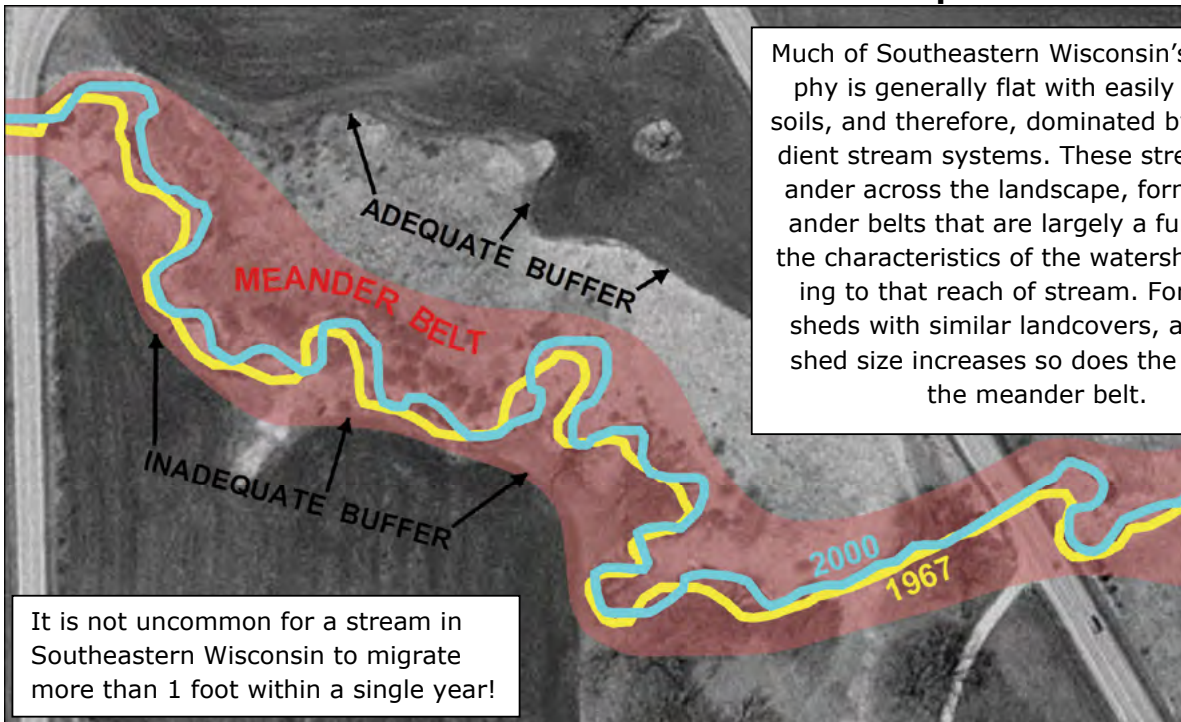 Much of Southeastern Wisconsin's
phy is generally flat with easily
soils, and therefore, dominated b
dient stream systems. These stre
ander across the landscape, for
ander belts that are largely a fu
the characteristics of the watersh
ing to that reach of stream. For
sheds with similar landcovers, a
shed size increases so does the
the meander belt.
ADEQUATE BUFFER
MEANDER BELT
INADEQUATE BUFFER
2000
1967
It is not uncommon for a stream in
Southeastern Wisconsin to migrate
more than 1 foot within a single year!